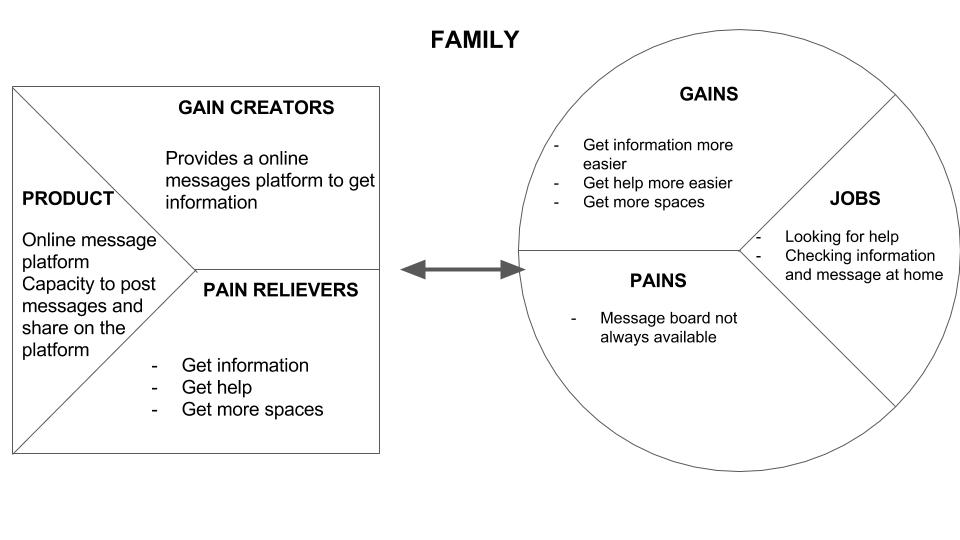 FAMILY
GAIN CREATORS
Provides a online
messages platform to get
information
PRODUCT
Online message
platform
Capacity to post
messages and
share on the
platform
PAIN RELIEVERS
- Get information
- Get help
- Get more spaces
GAINS
- Get information more
easier
- Get help more easier
- Get more spaces
JOBS
- Looking for help
- Checking information
and message at home
PAINS
- Message board not
always available